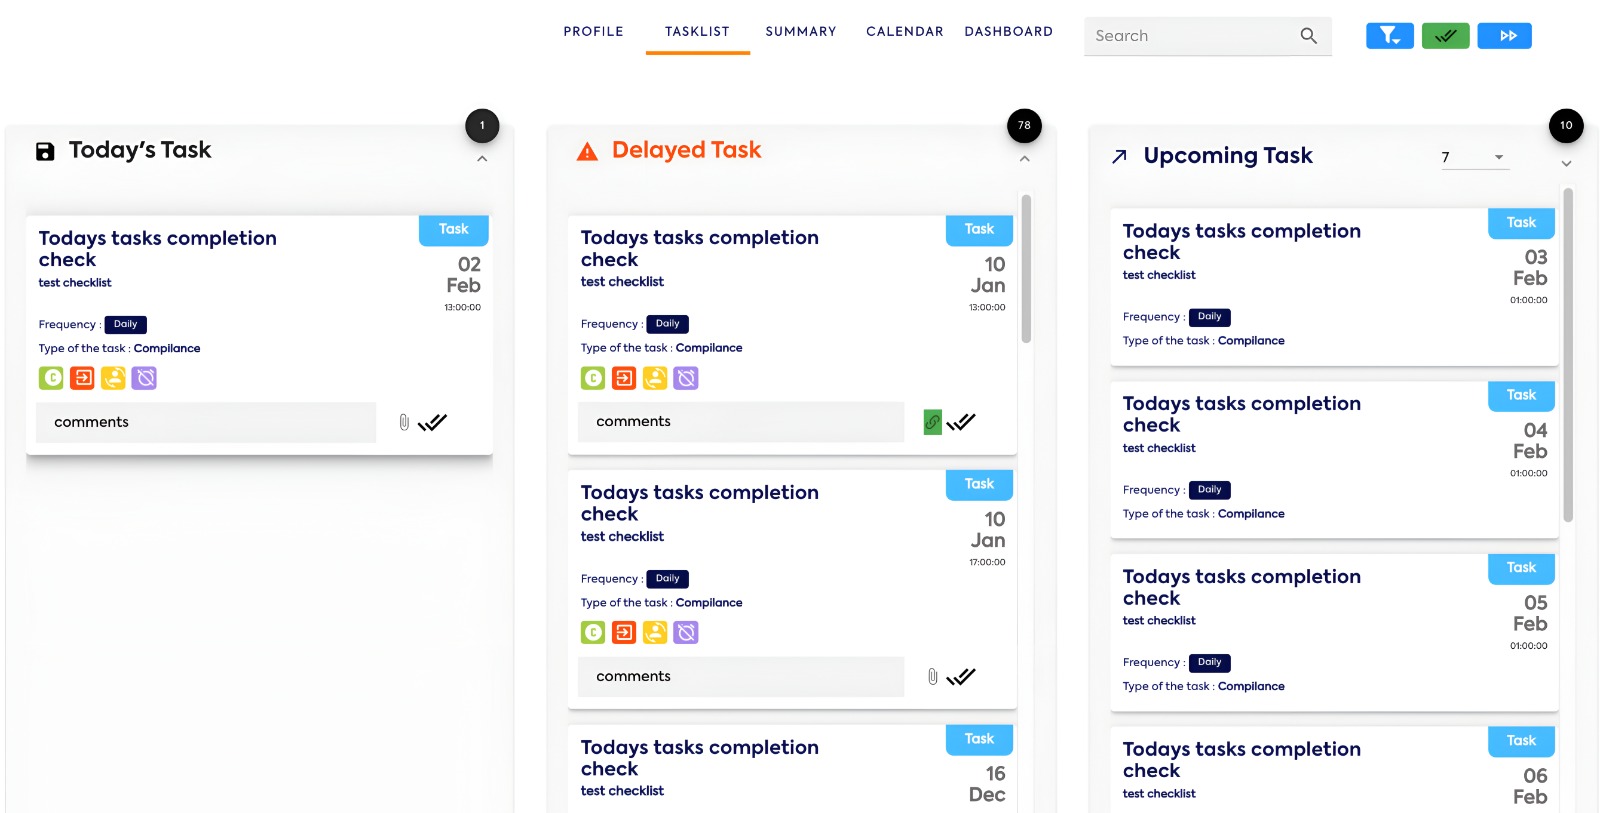 PROFILE TASKLIST SUMMARY CALENDAR DASHBOARD Search
1
Today's Task
Todays tasks completion
check
Task
test checklist
02
Feb
13:00:00
Frequency : Daily
Type of the task : Compilance
C
comments
78
Delayed Task
Todays tasks completion
check
Task
test checklist
10
Jan
13:00:00
Frequency : Daily
Type of the task : Compilance
C
comments
Todays tasks completion
check
Task
test checklist
10
Jan
17:00:00
Frequency : Daily
Type of the task : Compilance
C
comments
Todays tasks completion
check
Task
test checklist
16
Dec
10
Upcoming Task
7
Todays tasks completion
check
Task
test checklist
03
Feb
01:00:00
Frequency : Daily
Type of the task : Compilance
Todays tasks completion
check
Task
test checklist
04
Feb
01:00:00
Frequency : Daily
Type of the task : Compilance
Todays tasks completion
check
Task
test checklist
05
Feb
01:00:00
Frequency : Daily
Type of the task : Compilance
Todays tasks completion
check
Task
test checklist
06
Feb